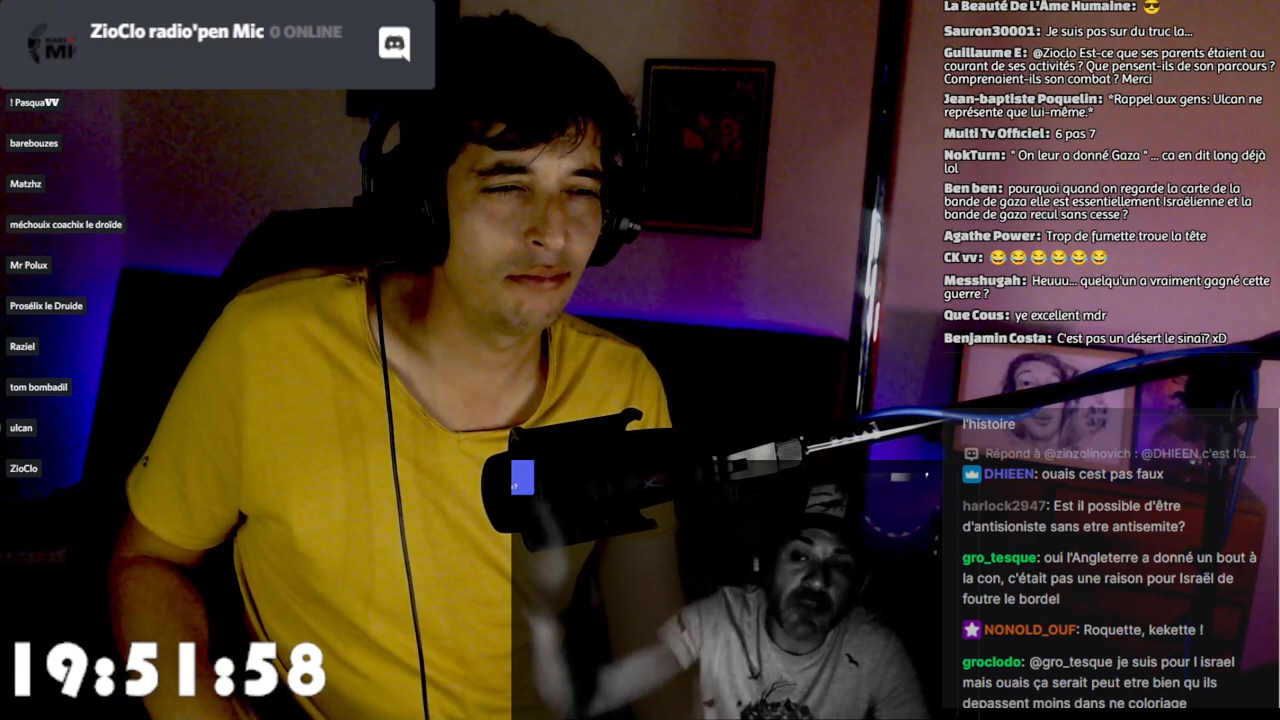 ZioClo radio'pen Mic 0 ONLINE
! PasquaVV
barebouzes
Matzhz
méchouix coachix le droïde
Mr Polux
Prosélix le Druide
Raziel
tom bombadil
ulcan
ZioClo
19:51:58
La Beauté De L'Âme Humaine: 😎
Sauron30001: Je suis pas sur du truc la...
Guillaume E: @Zioclo Est-ce que ses parents étaient au
courant de ses activités ? Que pensent-ils de son parcours ?
Comprenaient-ils son combat ? Merci
Jean-baptiste Poquelin: *Rappel aux gens: Ulcan ne
représente que lui-même.*
Multi Tv Officiel: 6 pas 7
NokTurn: " On leur a donné Gaza " ... ca en dit long déjà
lol
Ben ben: pourquoi quand on regarde la carte de la
bande de gaza elle est essentiellement Israëlienne et la
bande de gaza recul sans cesse ?
Agathe Power: Trop de fumette troue la tête
CK vv: 😂😂😂😂😂😂
Messhugah: Heuuu... quelqu'un a vraiment gagné cette
guerre ?
Que Cous: ye excellent mdr
Benjamin Costa: C'est pas un désert le sinaï? xD
l'histoire
Répond à @zinzolinovich : @DHIEEN c'est l'a...
DHIEEN: ouais cest pas faux
harlock2947: Est il possible d'être
d'antisioniste sans etre antisemite?
gro_tesque: oui l'Angleterre a donné un bout à
la con, c'était pas une raison pour Israël de
foutre le bordel
NONOLD_OUF: Roquette, kekette !
groclodo: @gro_tesque je suis pour l israel
mais ouais ça serait peut etre bien qu ils
depassent moins dans ne coloriage